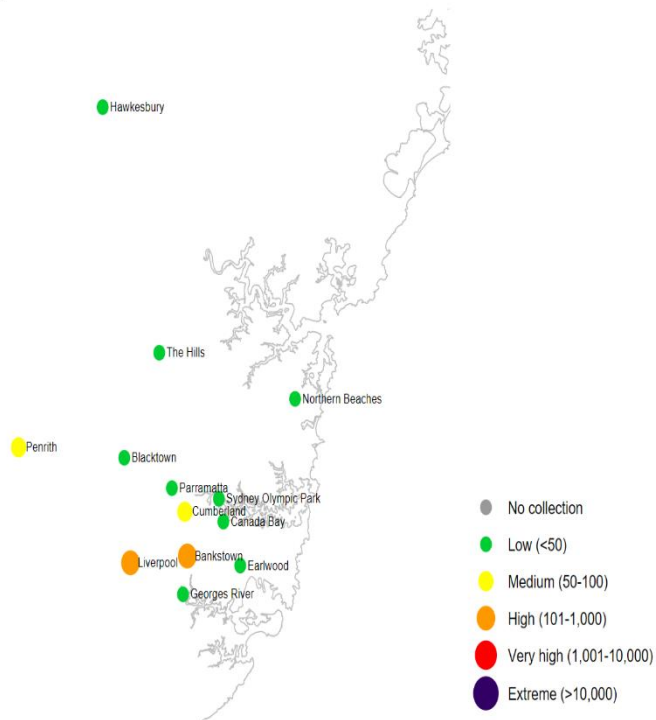 Hawkesbury
The Hills
Northern Beaches
Penrith
Blacktown
Parramatta
Sydney Olympic Park
Cumberland
Canada Bay
Bankstown
Liverpool
Earlwood
Georges River
No collection
Low (<50)
Medium (50-100)
High (101-1,000)
Very high (1,001-10,000)
Extreme (>10,000)